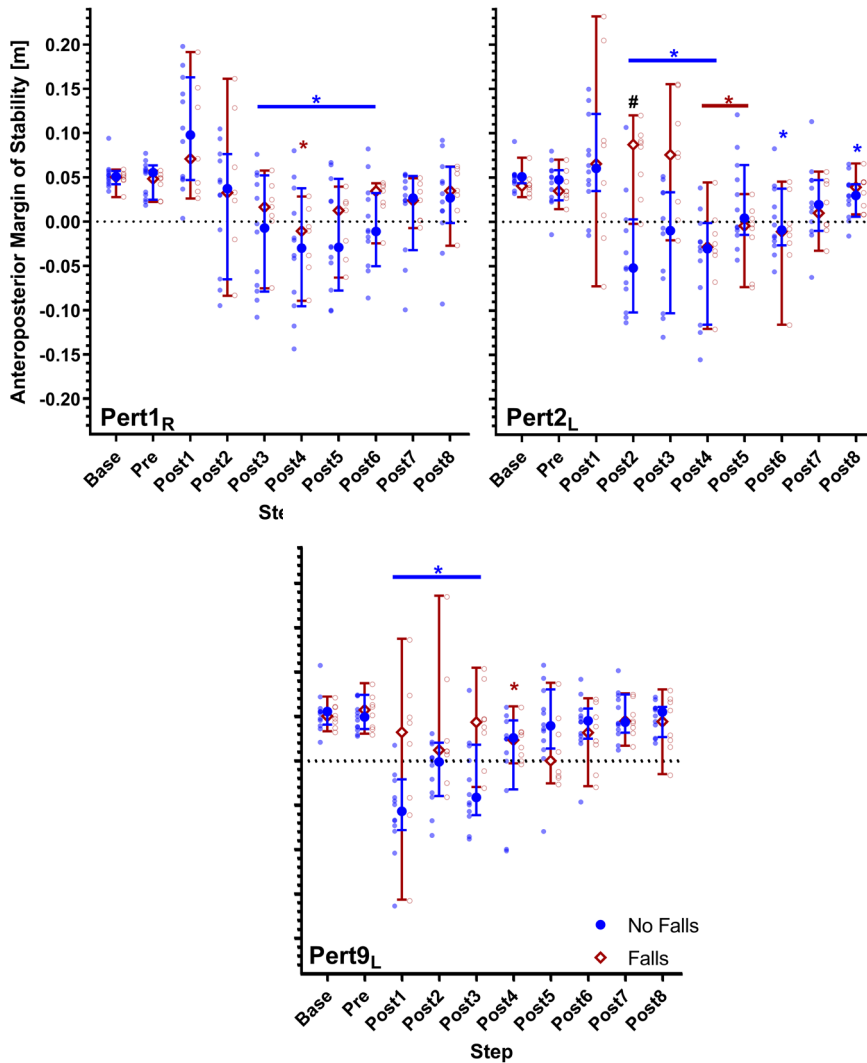 Anteroposterior Margin of Stability [m]
0.20
0.15
0.10
0.05
0.00
-0.05
-0.10
-0.15
-0.20
*
*
Pert1R
Base
Pre
Post1
Post2
Post3
Post4
Post5
Post6
Post7
Post8
*
#
*
*
*
Pert2L
Base
Pre
Post1
Post2
Post3
Post4
Post5
Post6
Post7
Post8
*
*
No Falls
Falls
Pert9L
Base
Pre
Post1
Post2
Post3
Post4
Post5
Post6
Post7
Post8
Step